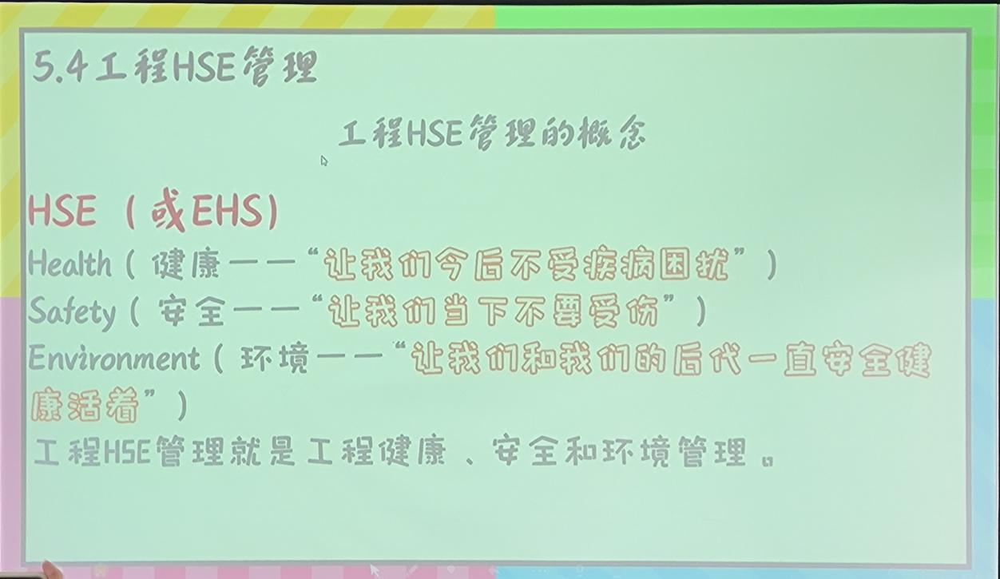 5.4工程HSE管理
工程HSE管理的概念
HSE（或EHS）
Health（健康——“让我们今后不受疾病困扰”）
Safety（安全——“让我们当下不要受伤”）
Environment（环境——“让我们和我们的后代一直安全健
康活着”）
工程HSE管理就是工程健康、安全和环境管理。